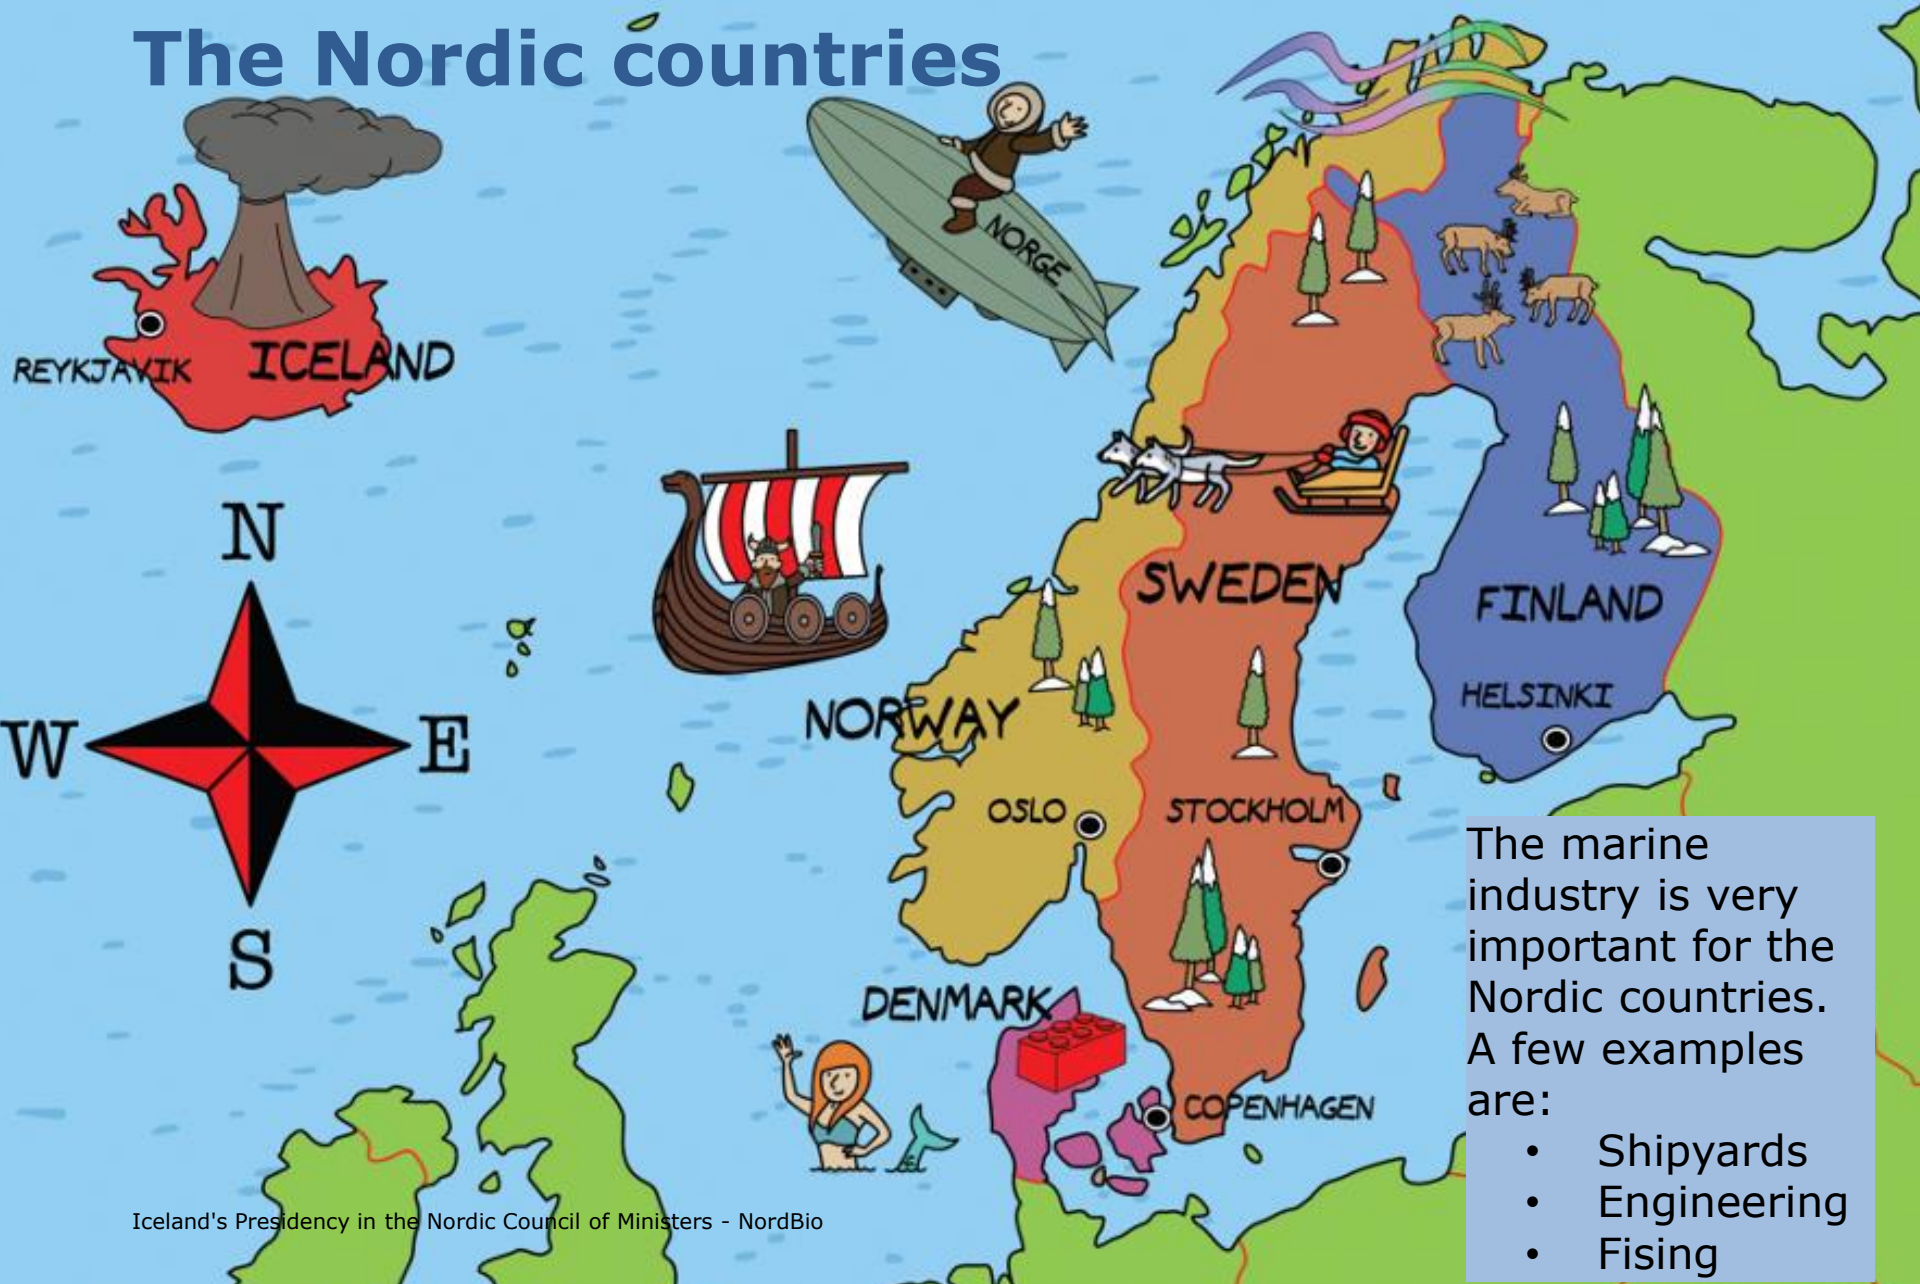 The Nordic countries
NORGE
REYKJAVIK
ICELAND
N
SWEDEN
FINLAND
HELSINKI
W
E
NORWAY
OSLO
STOCKHOLM
S
DENMARK
COPENHAGEN
The marine
industry is very
important for the
Nordic countries.
A few examples
are:
• Shipyards
• Engineering
• Fising
Iceland's Presidency in the Nordic Council of Ministers - NordBio